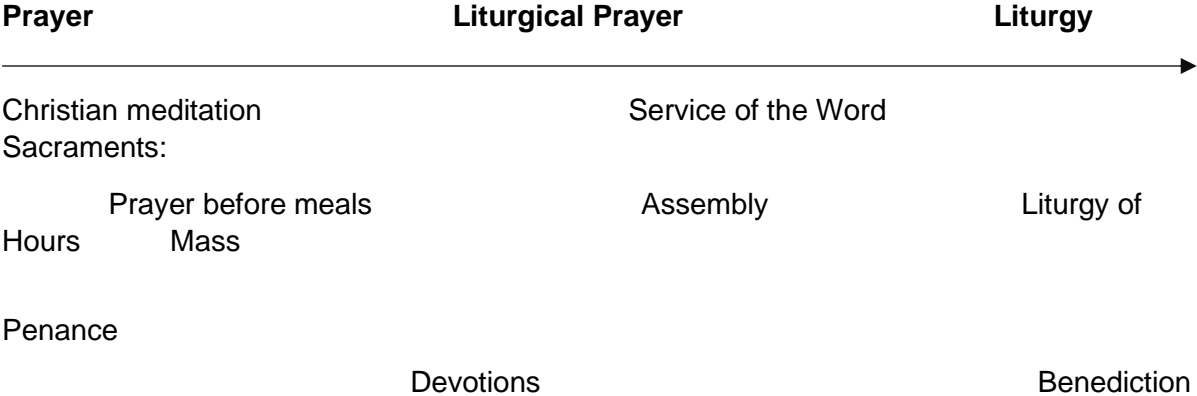 Prayer Liturgical Prayer Liturgy
Christian meditation Service of the Word
Sacraments:
Prayer before meals Assembly Liturgy of
Hours Mass
Penance
Devotions Benediction